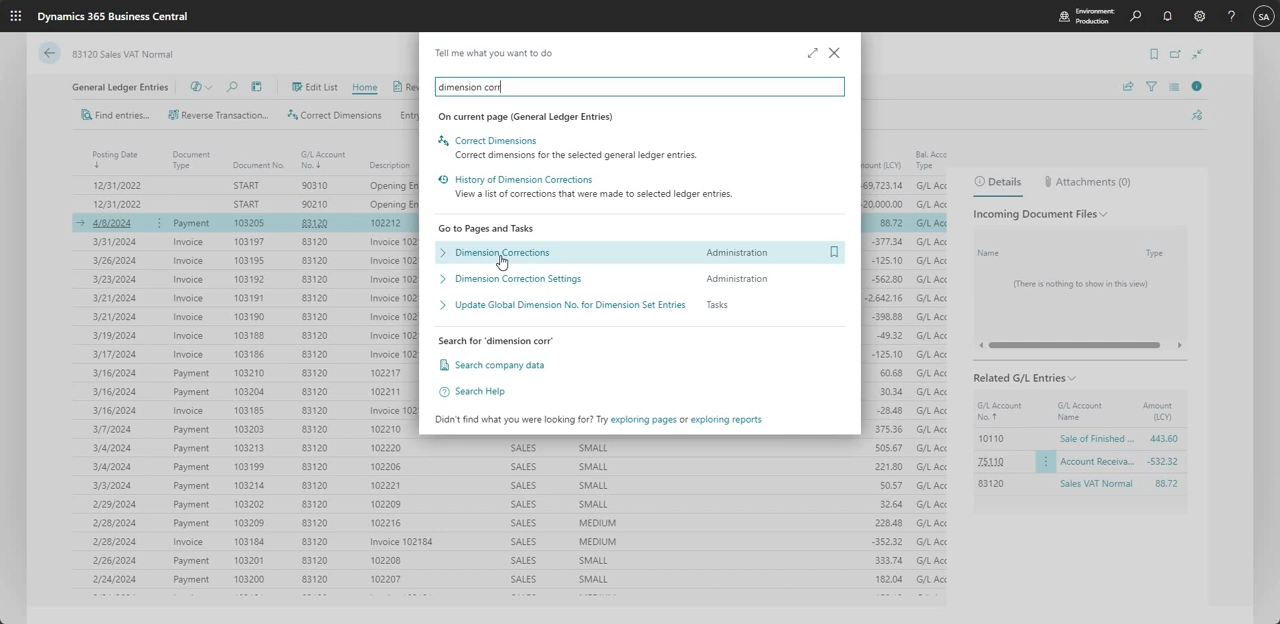 Dynamics 365 Business Central
Environment:
Production
SA
83120 Sales VAT Normal
Tell me what you want to do
dimension corr
General Ledger Entries
Edit List
Home
Find entries...
Reverse Transaction...
Correct Dimensions
On current page (General Ledger Entries)
Correct Dimensions
Correct dimensions for the selected general ledger entries.
History of Dimension Corrections
View a list of corrections that were made to selected ledger entries.
Go to Pages and Tasks
Dimension Corrections Administration
Dimension Correction Settings Administration
Update Global Dimension No. for Dimension Set Entries Tasks
Search for 'dimension corr'
Search company data
Search Help
Didn't find what you were looking for? Try exploring pages or exploring reports
Posting Date
Document Type
Document No.
G/L Account No.
Description
(LCY)
Type
12/31/2022 START 90310 Opening En -69,723.14 G/L Acc
12/31/2022 START 90210 Opening En 20,000.00 G/L Acc
4/8/2024 Payment 103205 83120 102212 88.72 G/L Acc
3/31/2024 Invoice 103197 83120 Invoice 102 -377.34 G/L Acc
3/26/2024 Invoice 103195 83120 Invoice 102 -125.10 G/L Acc
3/23/2024 Invoice 103192 83120 Invoice 102 -562.80 G/L Acc
3/21/2024 Invoice 103191 83120 Invoice 102 -2,642.16 G/L Acc
3/21/2024 Invoice 103190 83120 Invoice 102 -398.88 G/L Acc
3/19/2024 Invoice 103188 83120 Invoice 102 -49.32 G/L Acc
3/17/2024 Invoice 103186 83120 Invoice 102 -125.10 G/L Acc
3/16/2024 Payment 103210 83120 102217 60.68 G/L Acc
3/16/2024 Payment 103204 83120 102211 30.34 G/L Acc
3/16/2024 Invoice 103185 83120 Invoice 102 -28.48 G/L Acc
3/7/2024 Payment 103203 83120 102210 375.36 G/L Acc
3/4/2024 Payment 103213 83120 102220 SALES SMALL 505.67 G/L Acc
3/4/2024 Payment 103199 83120 102206 SALES SMALL 221.80 G/L Acc
3/3/2024 Payment 103214 83120 102221 SALES SMALL 50.57 G/L Acc
2/29/2024 Payment 103202 83120 102209 SALES SMALL 32.64 G/L Acc
2/28/2024 Payment 103209 83120 102216 SALES MEDIUM 228.48 G/L Acc
2/28/2024 Invoice 103184 83120 Invoice 102184 SALES MEDIUM -352.32 G/L Acc
2/26/2024 Payment 103201 83120 102208 SALES SMALL 333.74 G/L Acc
2/24/2024 Payment 103200 83120 102207 SALES SMALL 182.04 G/L Acc
Details
Attachments (0)
Incoming Document Files
Name Type
(There is nothing to show in this view)
Related G/L Entries
G/L Account No.
G/L Account Name
Amount (LCY)
10110 Sale of Finished ... 443.60
75110 Account Receiva... -532.32
83120 Sales VAT Normal 88.72